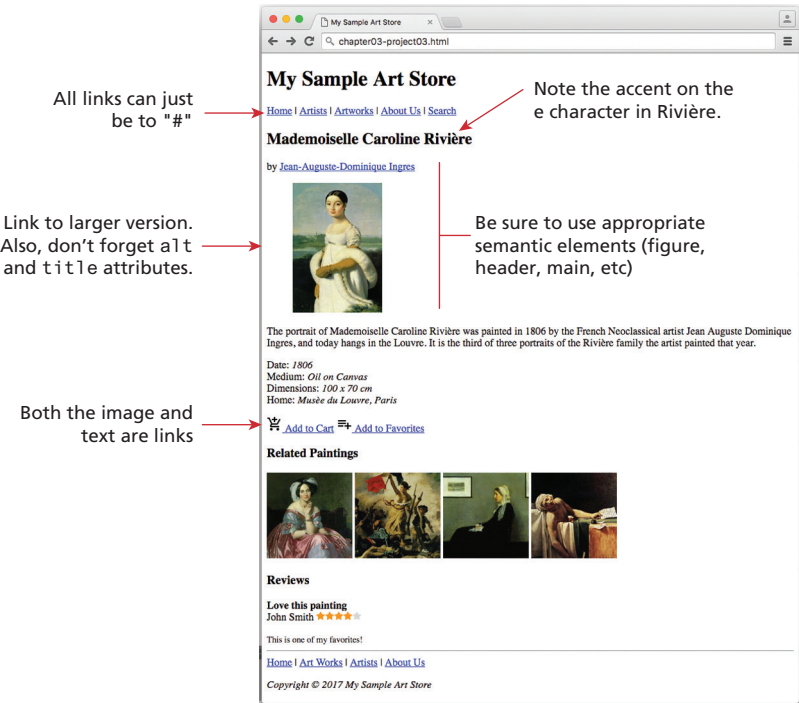 My Sample Art Store
chapter03-project03.html
My Sample Art Store
All links can just
be to "#"
Home | Artists | Artworks | About Us | Search
Note the accent on the
e character in Rivière.
Mademoiselle Caroline Rivière
by Jean-Auguste-Dominique Ingres
Link to larger version.
Also, don't forget alt
and title attributes.
Be sure to use appropriate
semantic elements (figure,
header, main, etc)
The portrait of Mademoiselle Caroline Rivière was painted in 1806 by the French Neoclassical artist Jean Auguste Dominique
Ingres, and today hangs in the Louvre. It is the third of three portraits of the Rivière family the artist painted that year.
Date: 1806
Medium: Oil on Canvas
Dimensions: 100 x 70 cm
Home: Musèe du Louvre, Paris
Both the image and
text are links
Add to Cart Add to Favorites
Related Paintings
Reviews
Love this painting
John Smith
This is one of my favorites!
Home | Art Works | Artists | About Us
Copyright © 2017 My Sample Art Store